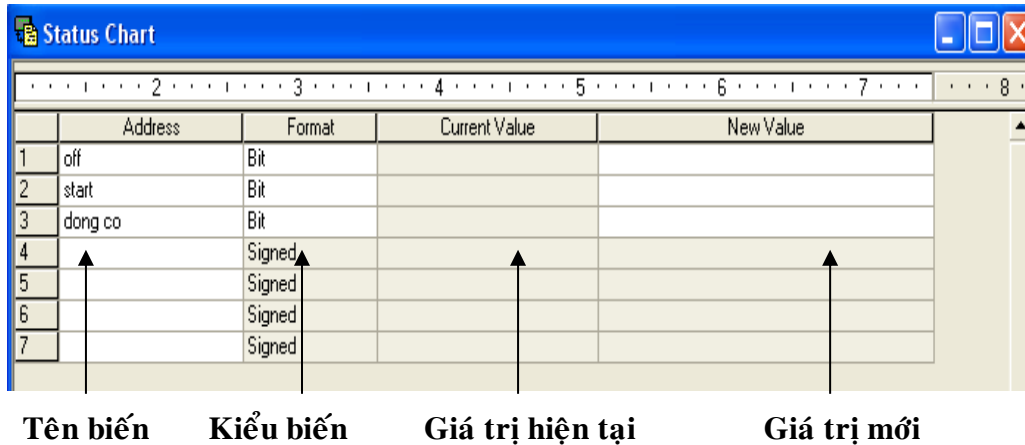 Status Chart
2 3 4 5 6 7 8
Address Format Current Value New Value
1 off Bit
2 start Bit
3 dong co Bit
4 Signed
5 Signed
6 Signed
7 Signed
Tên biến Kiểu biến Giá trị hiện tại Giá trị mới